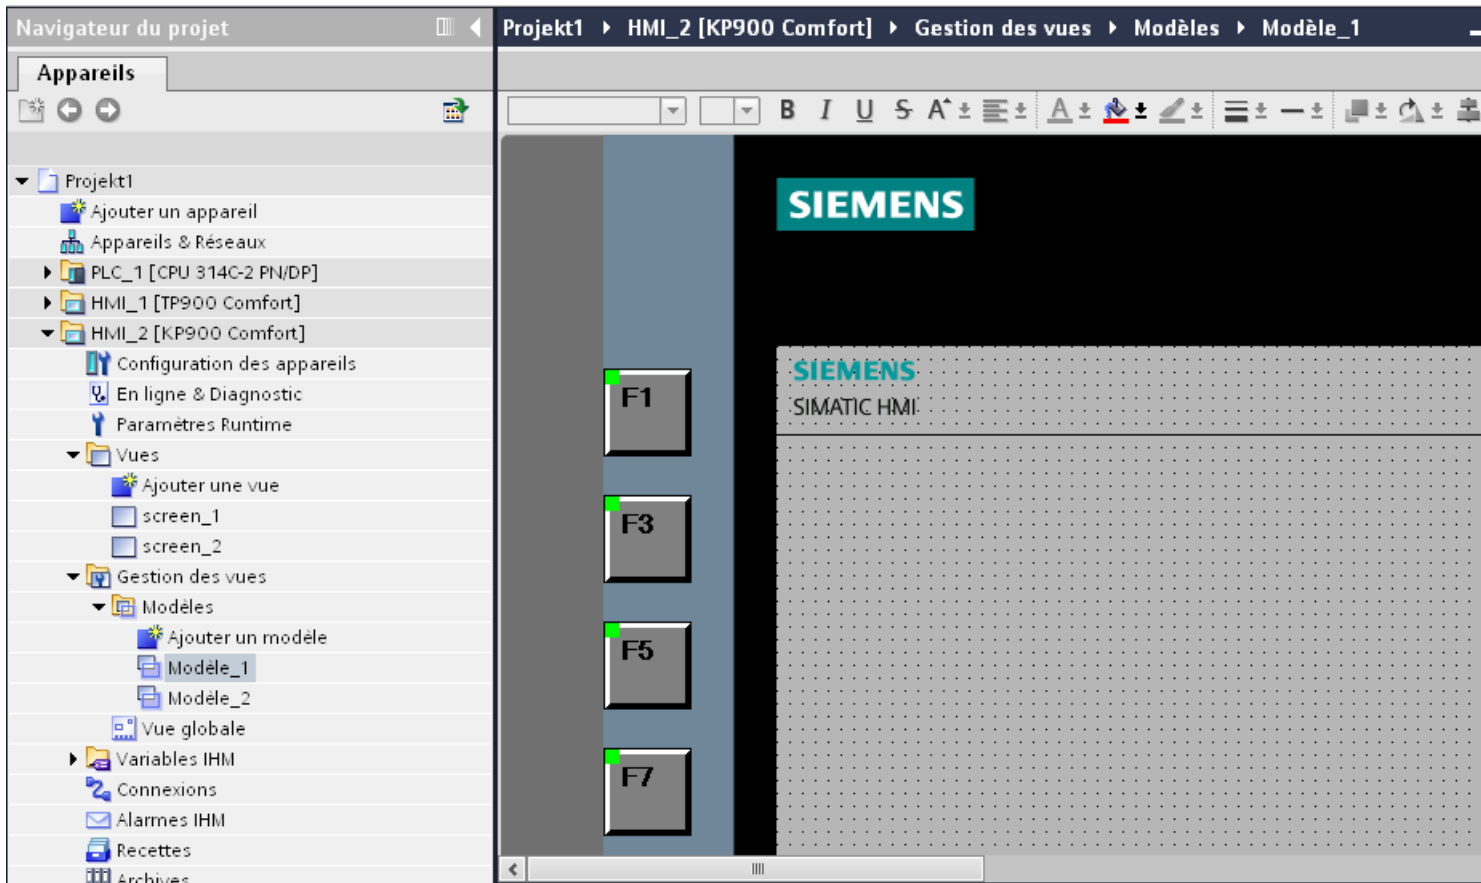 Navigateur du projet
Projekt1 HMI_2 [KP900 Comfort] Gestion des vues Modèles Modèle_1
Appareils
B I U S A A
Projekt1
Ajouter un appareil
Appareils & Réseaux
PLC_1 [CPU 314C-2 PN/DP]
HMI_1 [TP900 Comfort]
HMI_2 [KP900 Comfort]
Configuration des appareils
En ligne & Diagnostic
Paramètres Runtime
Vues
Ajouter une vue
screen_1
screen_2
Gestion des vues
Modèles
Ajouter un modèle
Modèle_1
Modèle_2
Vue globale
Variables IHM
Connexions
Alarmes IHM
Recettes
Archives
SIEMENS
SIEMENS
SIMATIC HMI
F1
F3
F5
F7